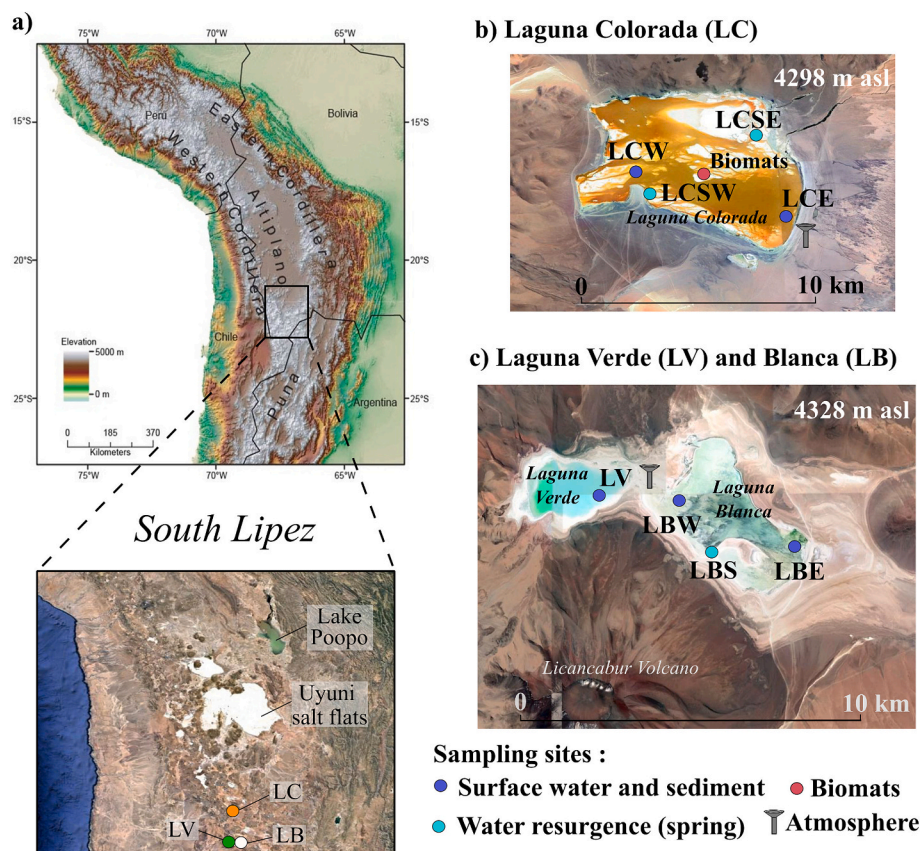 a)
75°W
70°W
65°W
15°S
20°S
25°S
Peru
Bolivia
Eastern Cordillera
Western Cordillera
Altiplano
Chile
Puna
Argentina
Elevation
5000 m
0 m
0 185 370
Kilometers
75°W
70°W
65°W
South Lipez
Lake
Poopo
Uyuni
salt flats
LC
LV
LB
b) Laguna Colorada (LC)
4298 m asl
LCSE
LCW
Biomats
LCSW
LCE
Laguna Colorada
0
10 km
c) Laguna Verde (LV) and Blanca (LB)
4328 m asl
Laguna
Verde
LV
Laguna
Blanca
LBW
LBS
LBE
Licancabur Volcano
0
10 km
Sampling sites :
Surface water and sediment
Biomats
Water resurgence (spring)
Atmosphere